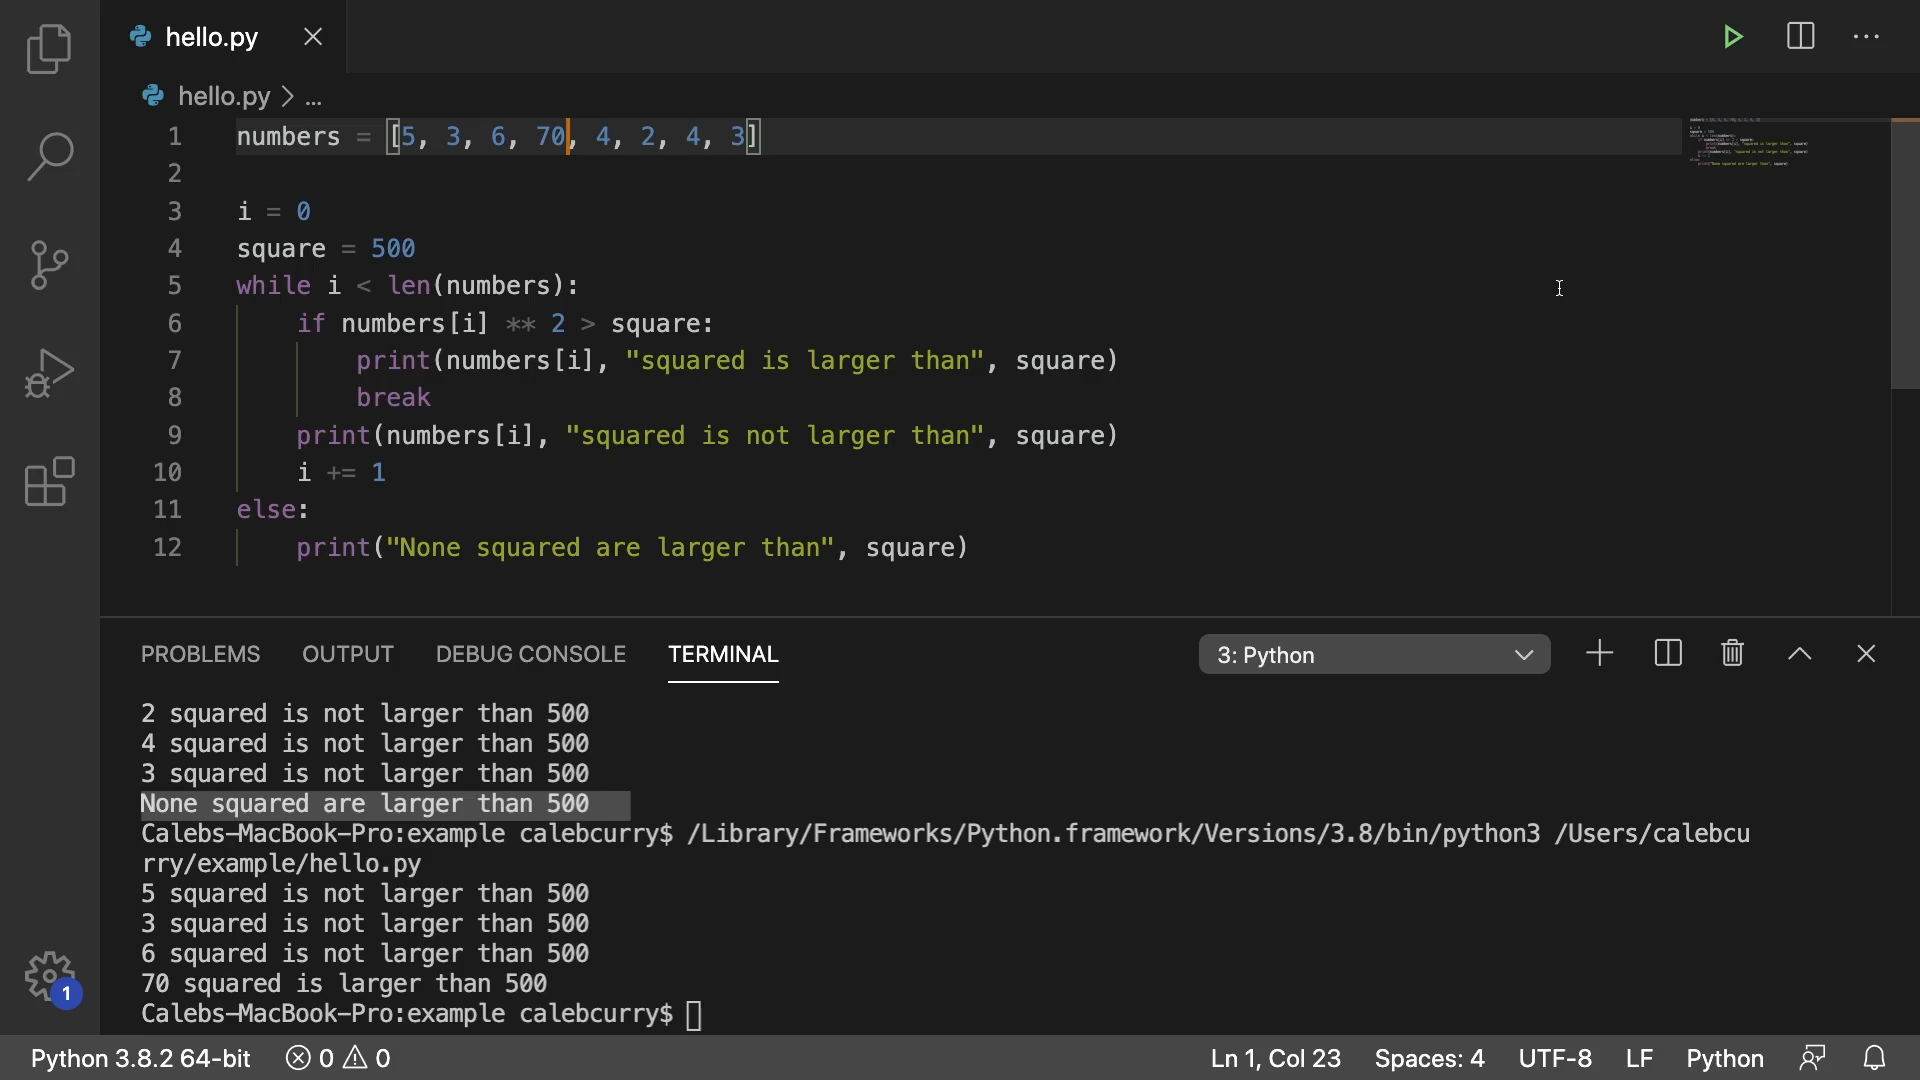 hello.py
hello.py > ...
1 numbers = [5, 3, 6, 70, 4, 2, 4, 3]
2
3 i = 0
4 square = 500
5 while i < len(numbers):
6     if numbers[i] ** 2 > square:
7         print(numbers[i], "squared is larger than", square)
8         break
9     print(numbers[i], "squared is not larger than", square)
10     i += 1
11 else:
12     print("None squared are larger than", square)
PROBLEMS OUTPUT DEBUG CONSOLE TERMINAL 3: Python
2 squared is not larger than 500
4 squared is not larger than 500
3 squared is not larger than 500
None squared are larger than 500
Calebs-MacBook-Pro:example calebcurry$ /Library/Frameworks/Python.framework/Versions/3.8/bin/python3 /Users/calebcu
rry/example/hello.py
5 squared is not larger than 500
3 squared is not larger than 500
6 squared is not larger than 500
70 squared is larger than 500
Calebs-MacBook-Pro:example calebcurry$
1
Python 3.8.2 64-bit 0 0 Ln 1, Col 23 Spaces: 4 UTF-8 LF Python